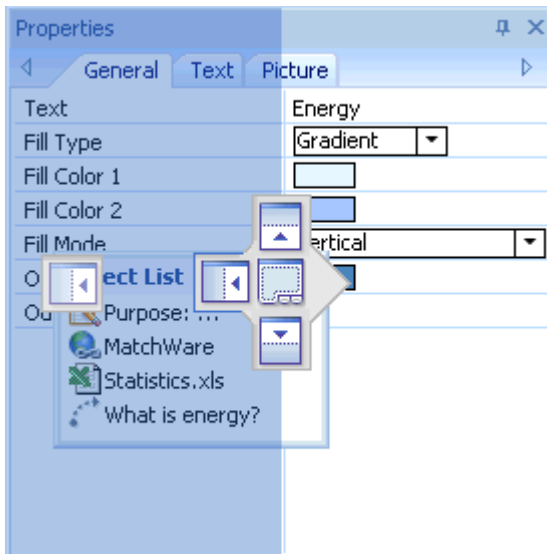 Properties
General Text Picture
Text Energy
Fill Type Gradient
Fill Color 1
Fill Color 2
Fill Mode ertical
O
ect List
Ou
Purpose: ...
MatchWare
Statistics.xls
What is energy?